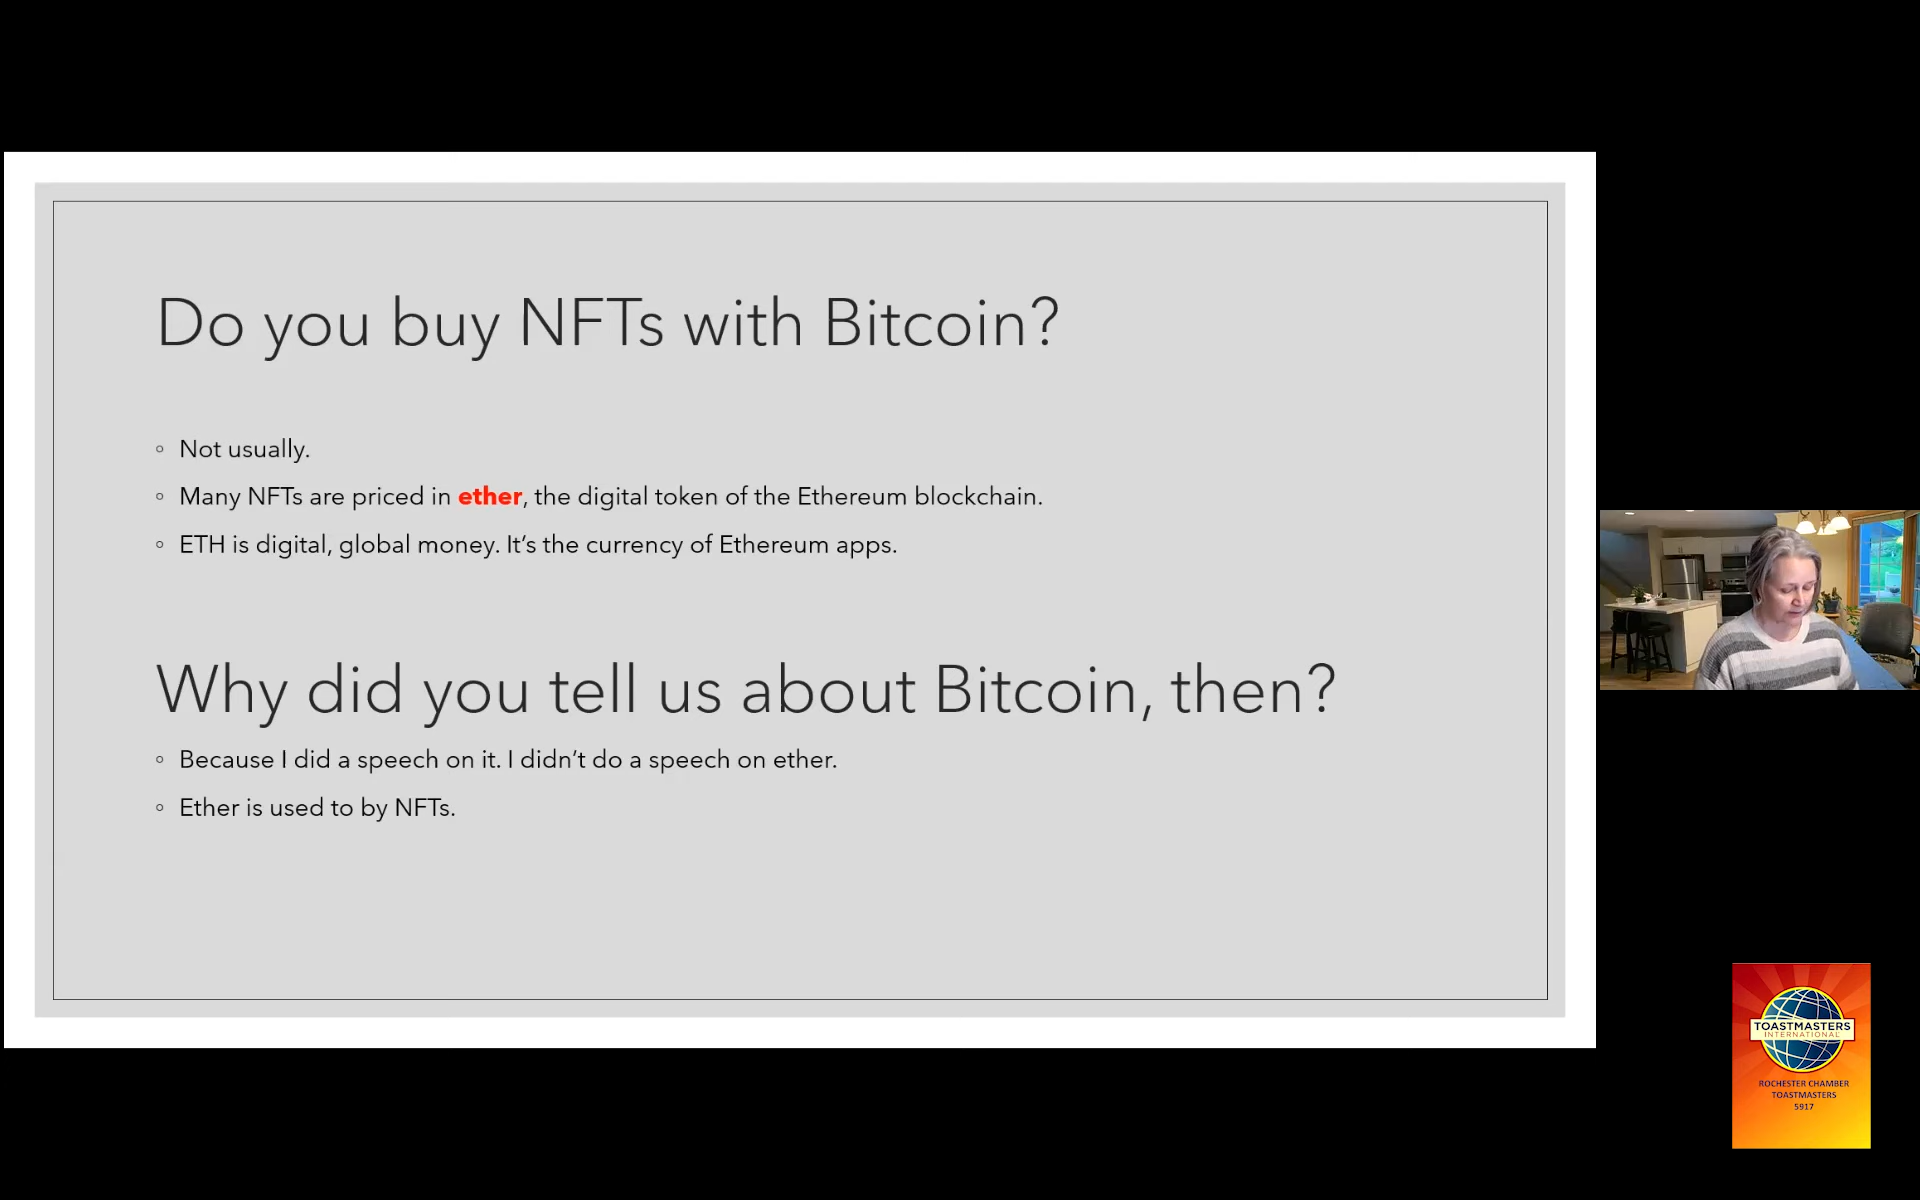 Do you buy NFTs with Bitcoin?
Not usually.
Many NFTs are priced in ether, the digital token of the Ethereum blockchain.
ETH is digital, global money. It's the currency of Ethereum apps.
Why did you tell us about Bitcoin, then?
Because I did a speech on it. I didn't do a speech on ether.
Ether is used to by NFTs.
TOASTMASTERS
INTERNATIONAL
ROCHESTER CHAMBER
TOASTMASTERS
5917